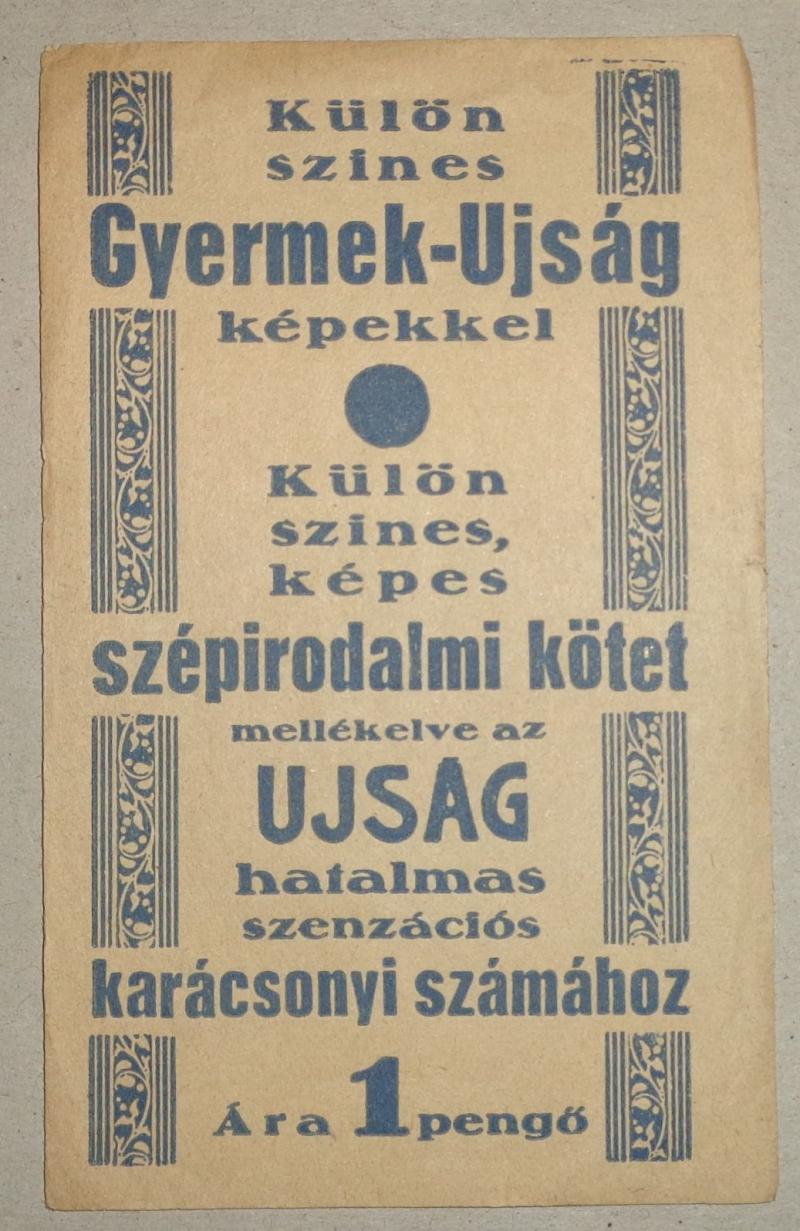 Külön
szines
Gyermek-Ujság
képekkel
Külön
szines,
képes
szépirodalmi kötet
mellékelve az
UJSÁG
hatalmas
szenzációs
karácsonyi számához
Ára 1 pengő